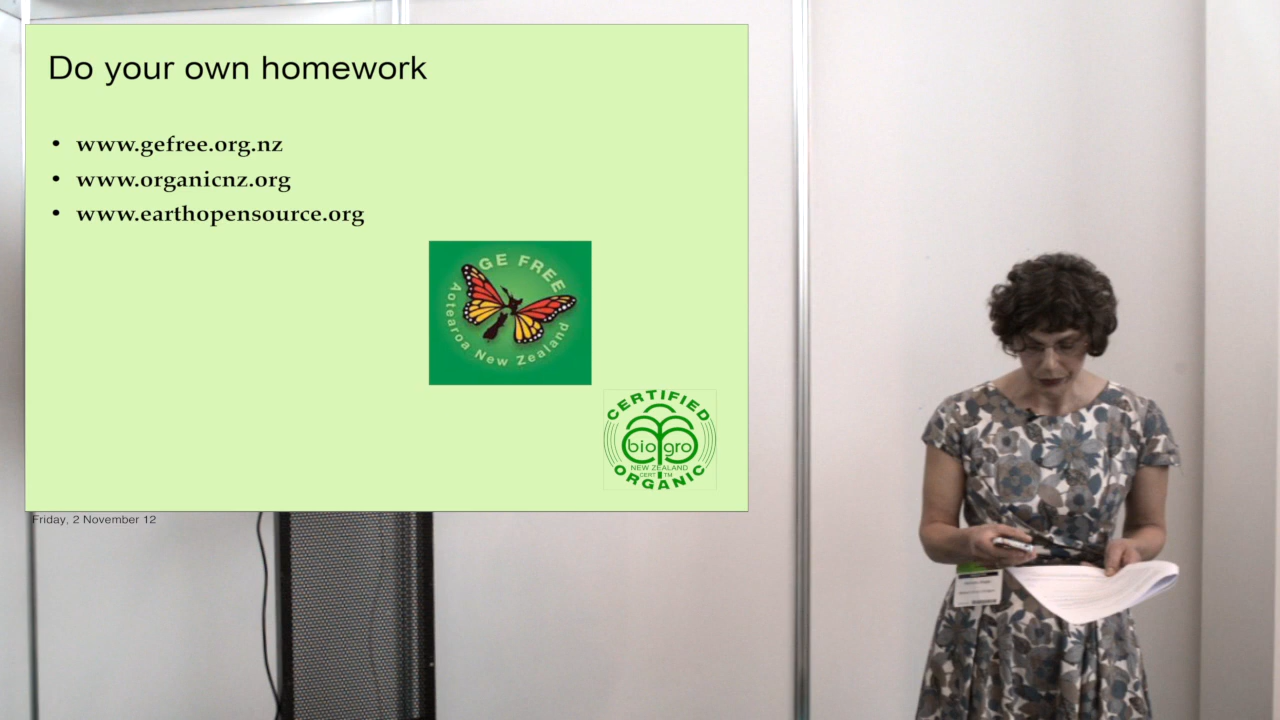 Do your own homework
• www.gefree.org.nz
• www.organicnz.org
• www.earthopensource.org
GE FREE
Aotearoa New Zealand
CERTIFIED
bio gro
NEW ZEALAND
CERT TM
ORGANIC
Friday, 2 November 12